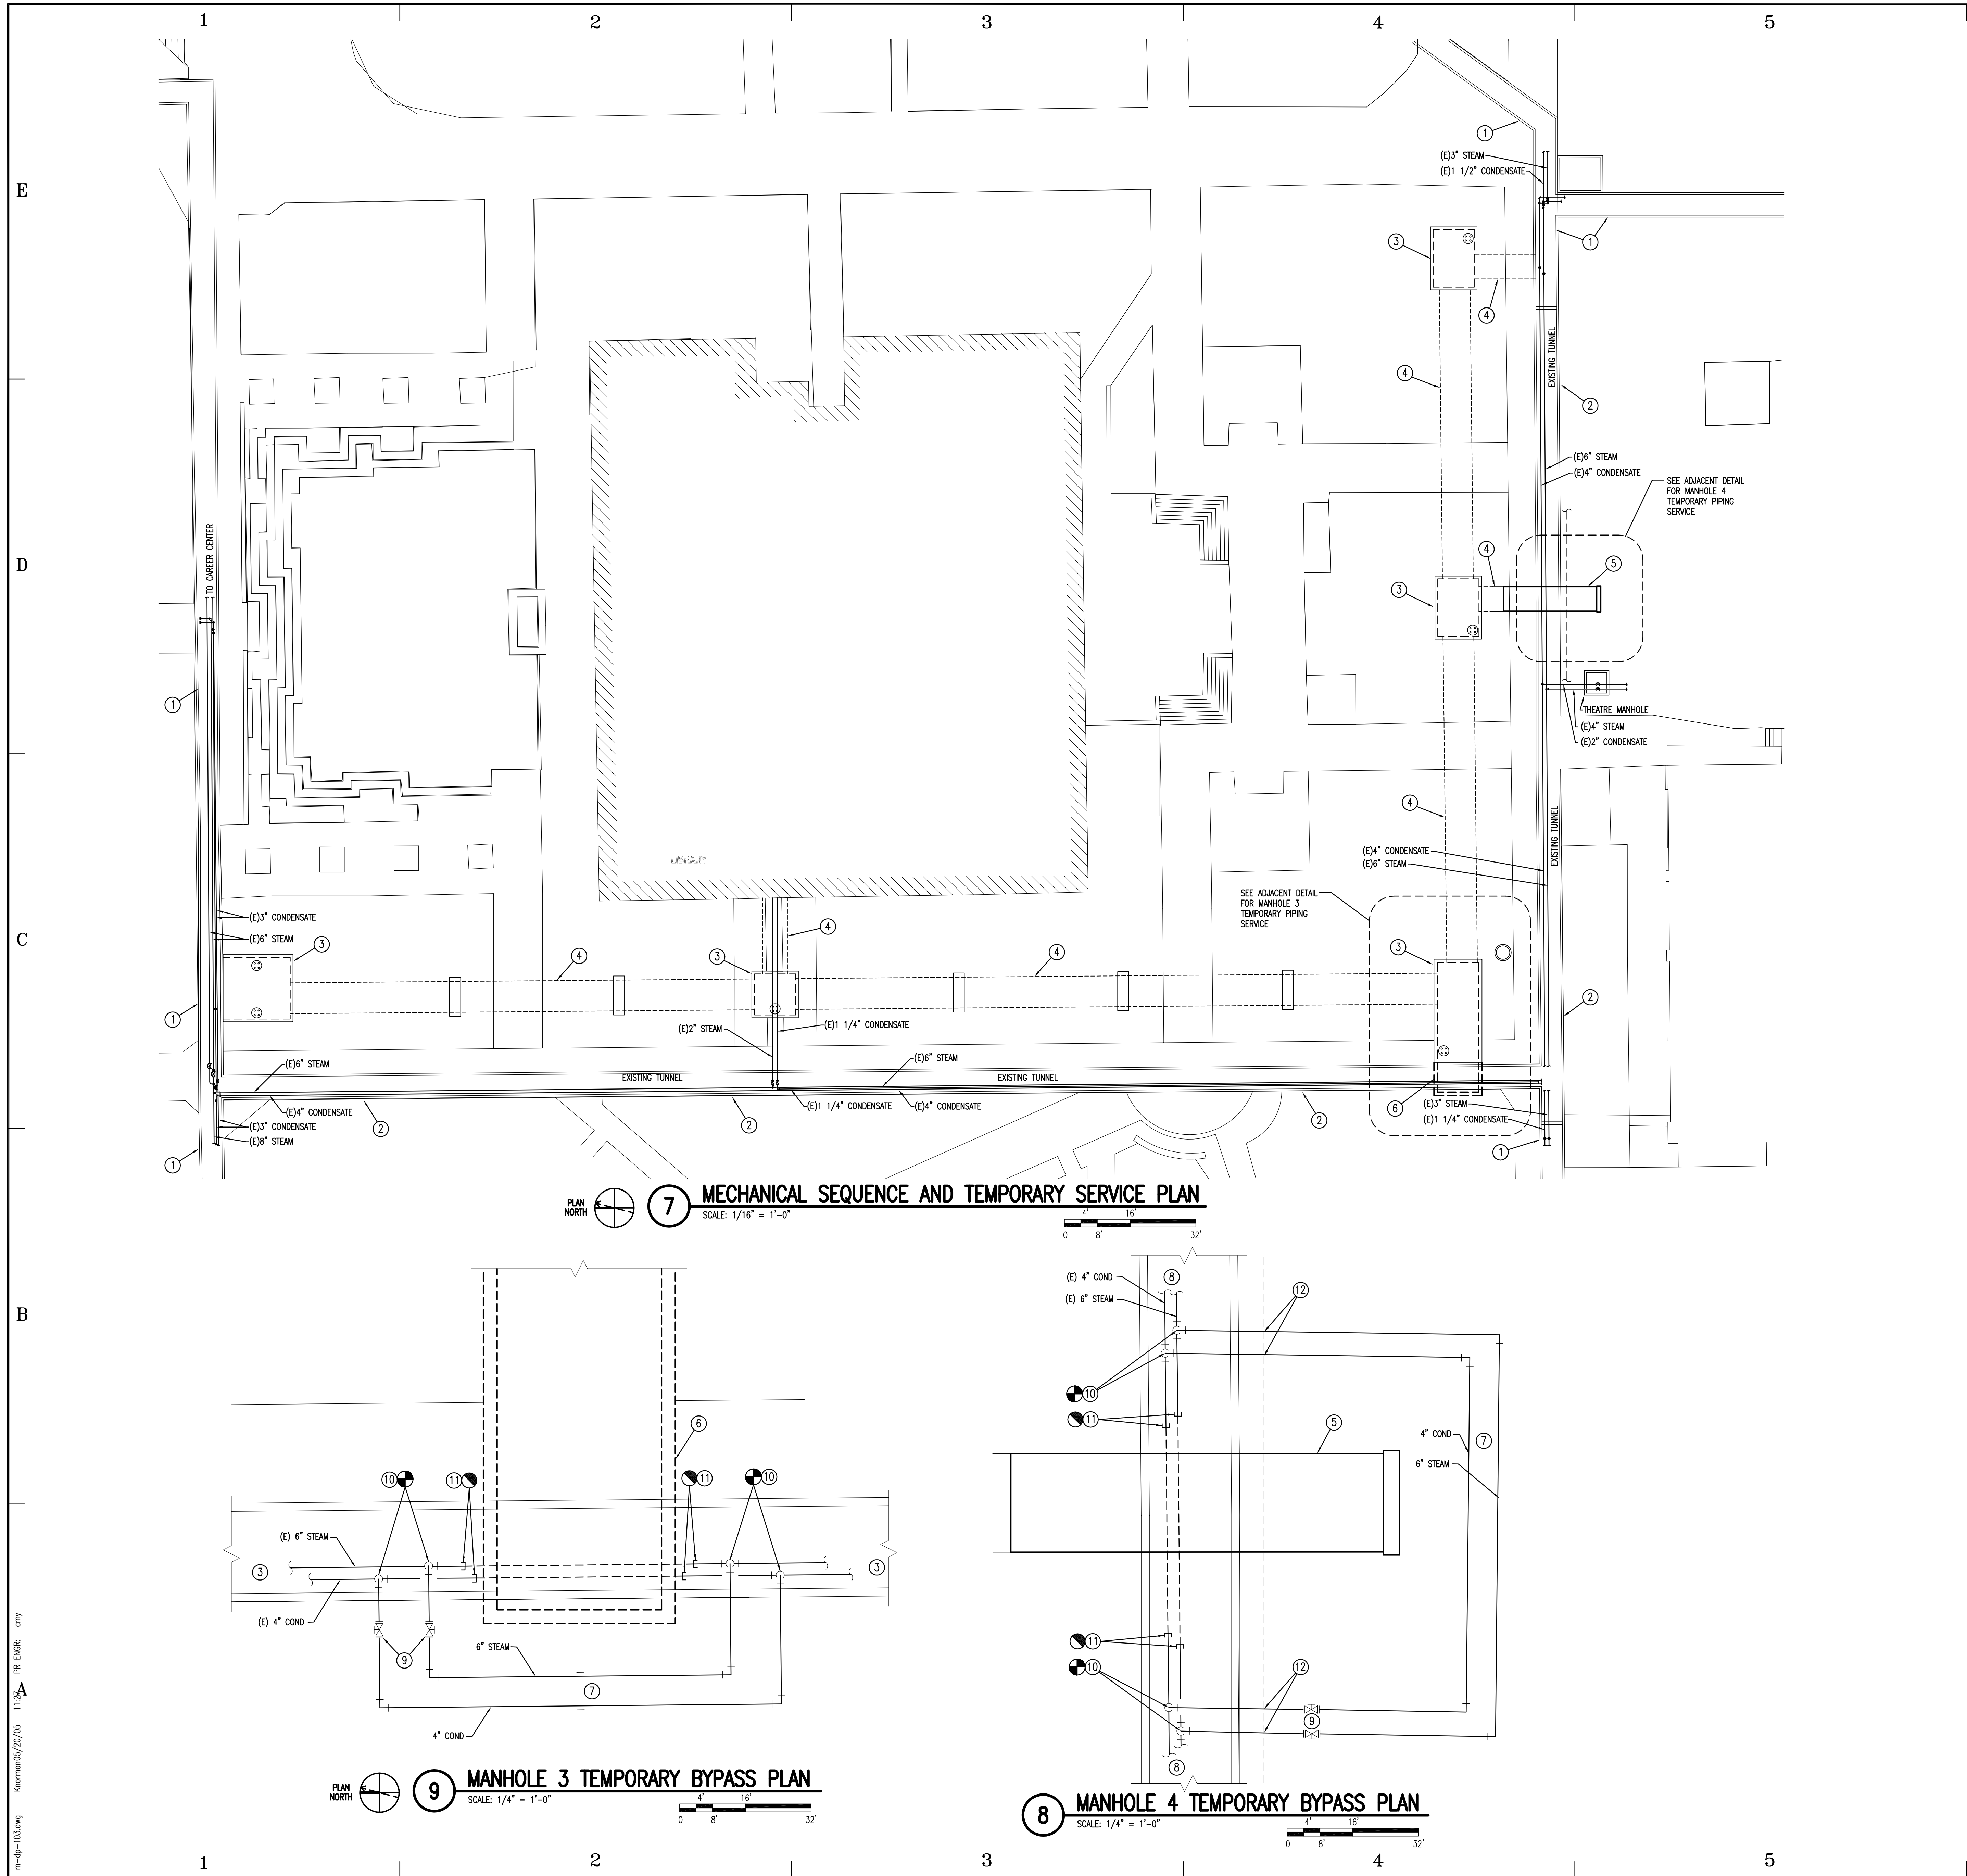 1 2 3 4 5
E
D
C
B
A
1
(E)3" STEAM
(E)1 1/2" CONDENSATE
1
3
4
4
EXISTING TUNNEL
2
(E)6" STEAM
(E)4" CONDENSATE
SEE ADJACENT DETAIL
FOR MANHOLE 4
TEMPORARY PIPING
SERVICE
4
5
3
TO CAREER CENTER
1
THEATRE MANHOLE
(E)4" STEAM
(E)2" CONDENSATE
4
EXISTING TUNNEL
(E)4" CONDENSATE
(E)6" STEAM
LIBRARY
SEE ADJACENT DETAIL
FOR MANHOLE 3
TEMPORARY PIPING
SERVICE
(E)3" CONDENSATE
(E)6" STEAM
3
4
3
4
4
3
2
1
(E)2" STEAM
(E)1 1/4" CONDENSATE
(E)6" STEAM
EXISTING TUNNEL
(E)6" STEAM
EXISTING TUNNEL
(E)4" CONDENSATE
(E)3" CONDENSATE
(E)8" STEAM
2
2
(E)1 1/4" CONDENSATE
(E)4" CONDENSATE
2
6
(E)3" STEAM
(E)1 1/4" CONDENSATE
1
1
PLAN
NORTH
7
MECHANICAL SEQUENCE AND TEMPORARY SERVICE PLAN
SCALE: 1/16" = 1'-0"
4' 16'
0 8' 32'
6
10
11
11
10
(E) 6" STEAM
3
3
(E) 4" COND
9
6" STEAM
7
4" COND
PLAN
NORTH
9
MANHOLE 3 TEMPORARY BYPASS PLAN
SCALE: 1/4" = 1'-0"
4' 16'
0 8' 32'
(E) 4" COND
8
(E) 6" STEAM
12
10
11
5
4" COND
7
6" STEAM
11
10
12
9
8
8
MANHOLE 4 TEMPORARY BYPASS PLAN
SCALE: 1/4" = 1'-0"
4' 16'
0 8' 32'
m-dp-103.dwg Knorman05/20/05 11:27 PR ENGR: cmy
1 2 3 4 5